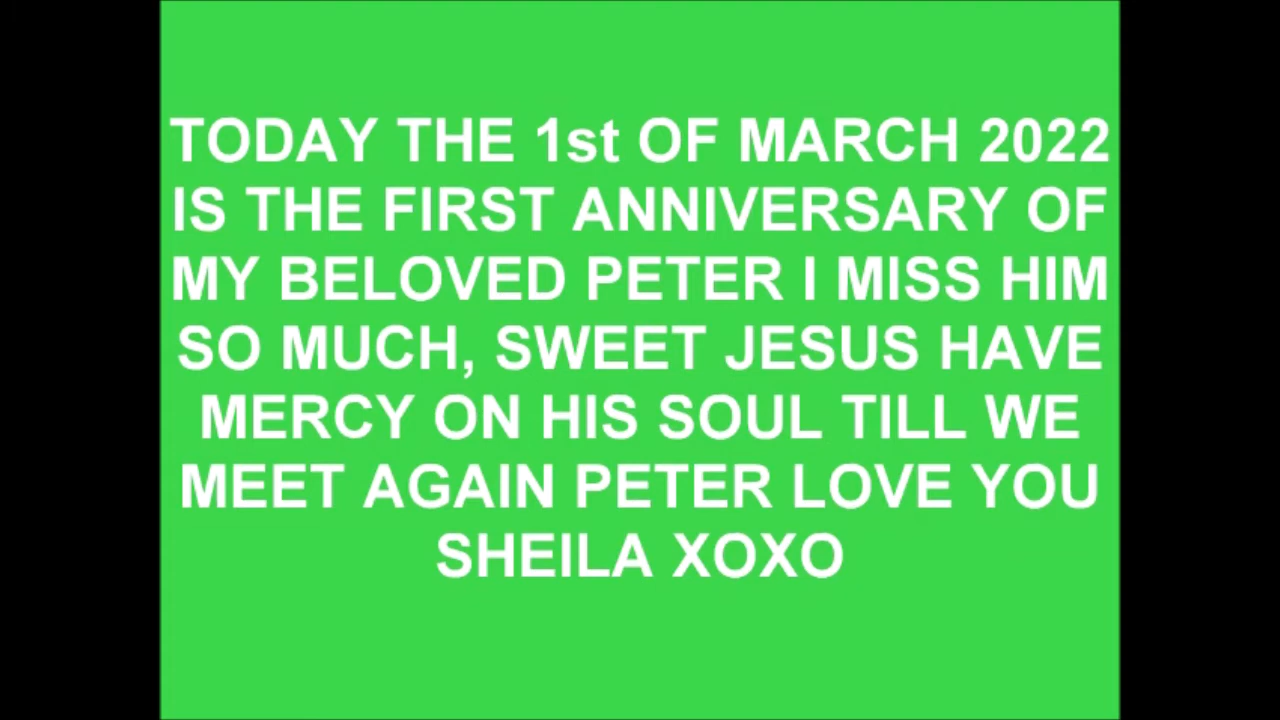 TODAY THE 1st OF MARCH 2022
IS THE FIRST ANNIVERSARY OF
MY BELOVED PETER I MISS HIM
SO MUCH, SWEET JESUS HAVE
MERCY ON HIS SOUL TILL WE
MEET AGAIN PETER LOVE YOU
SHEILA XOXO